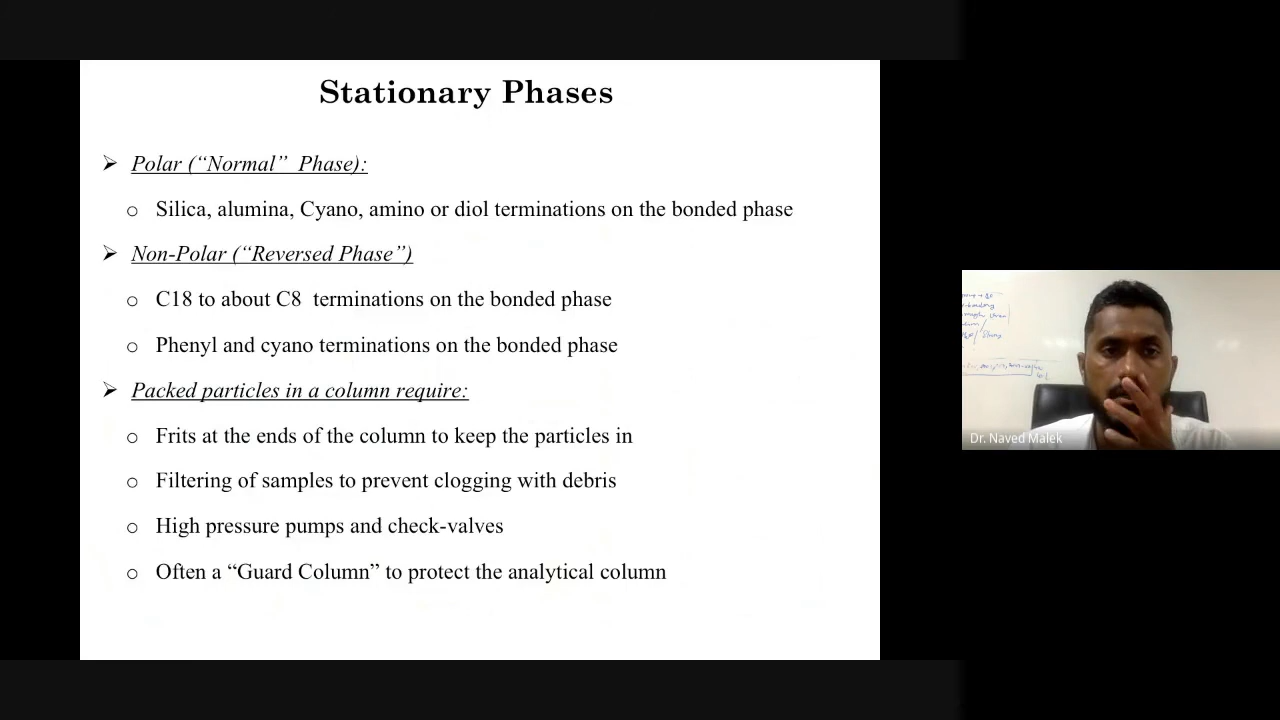 Stationary Phases
➢ Polar (“Normal” Phase):
o Silica, alumina, Cyano, amino or diol terminations on the bonded phase
➢ Non-Polar (“Reversed Phase”)
o C18 to about C8 terminations on the bonded phase
o Phenyl and cyano terminations on the bonded phase
➢ Packed particles in a column require:
o Frits at the ends of the column to keep the particles in
o Filtering of samples to prevent clogging with debris
o High pressure pumps and check-valves
o Often a “Guard Column” to protect the analytical column
Dr. Naved Malek